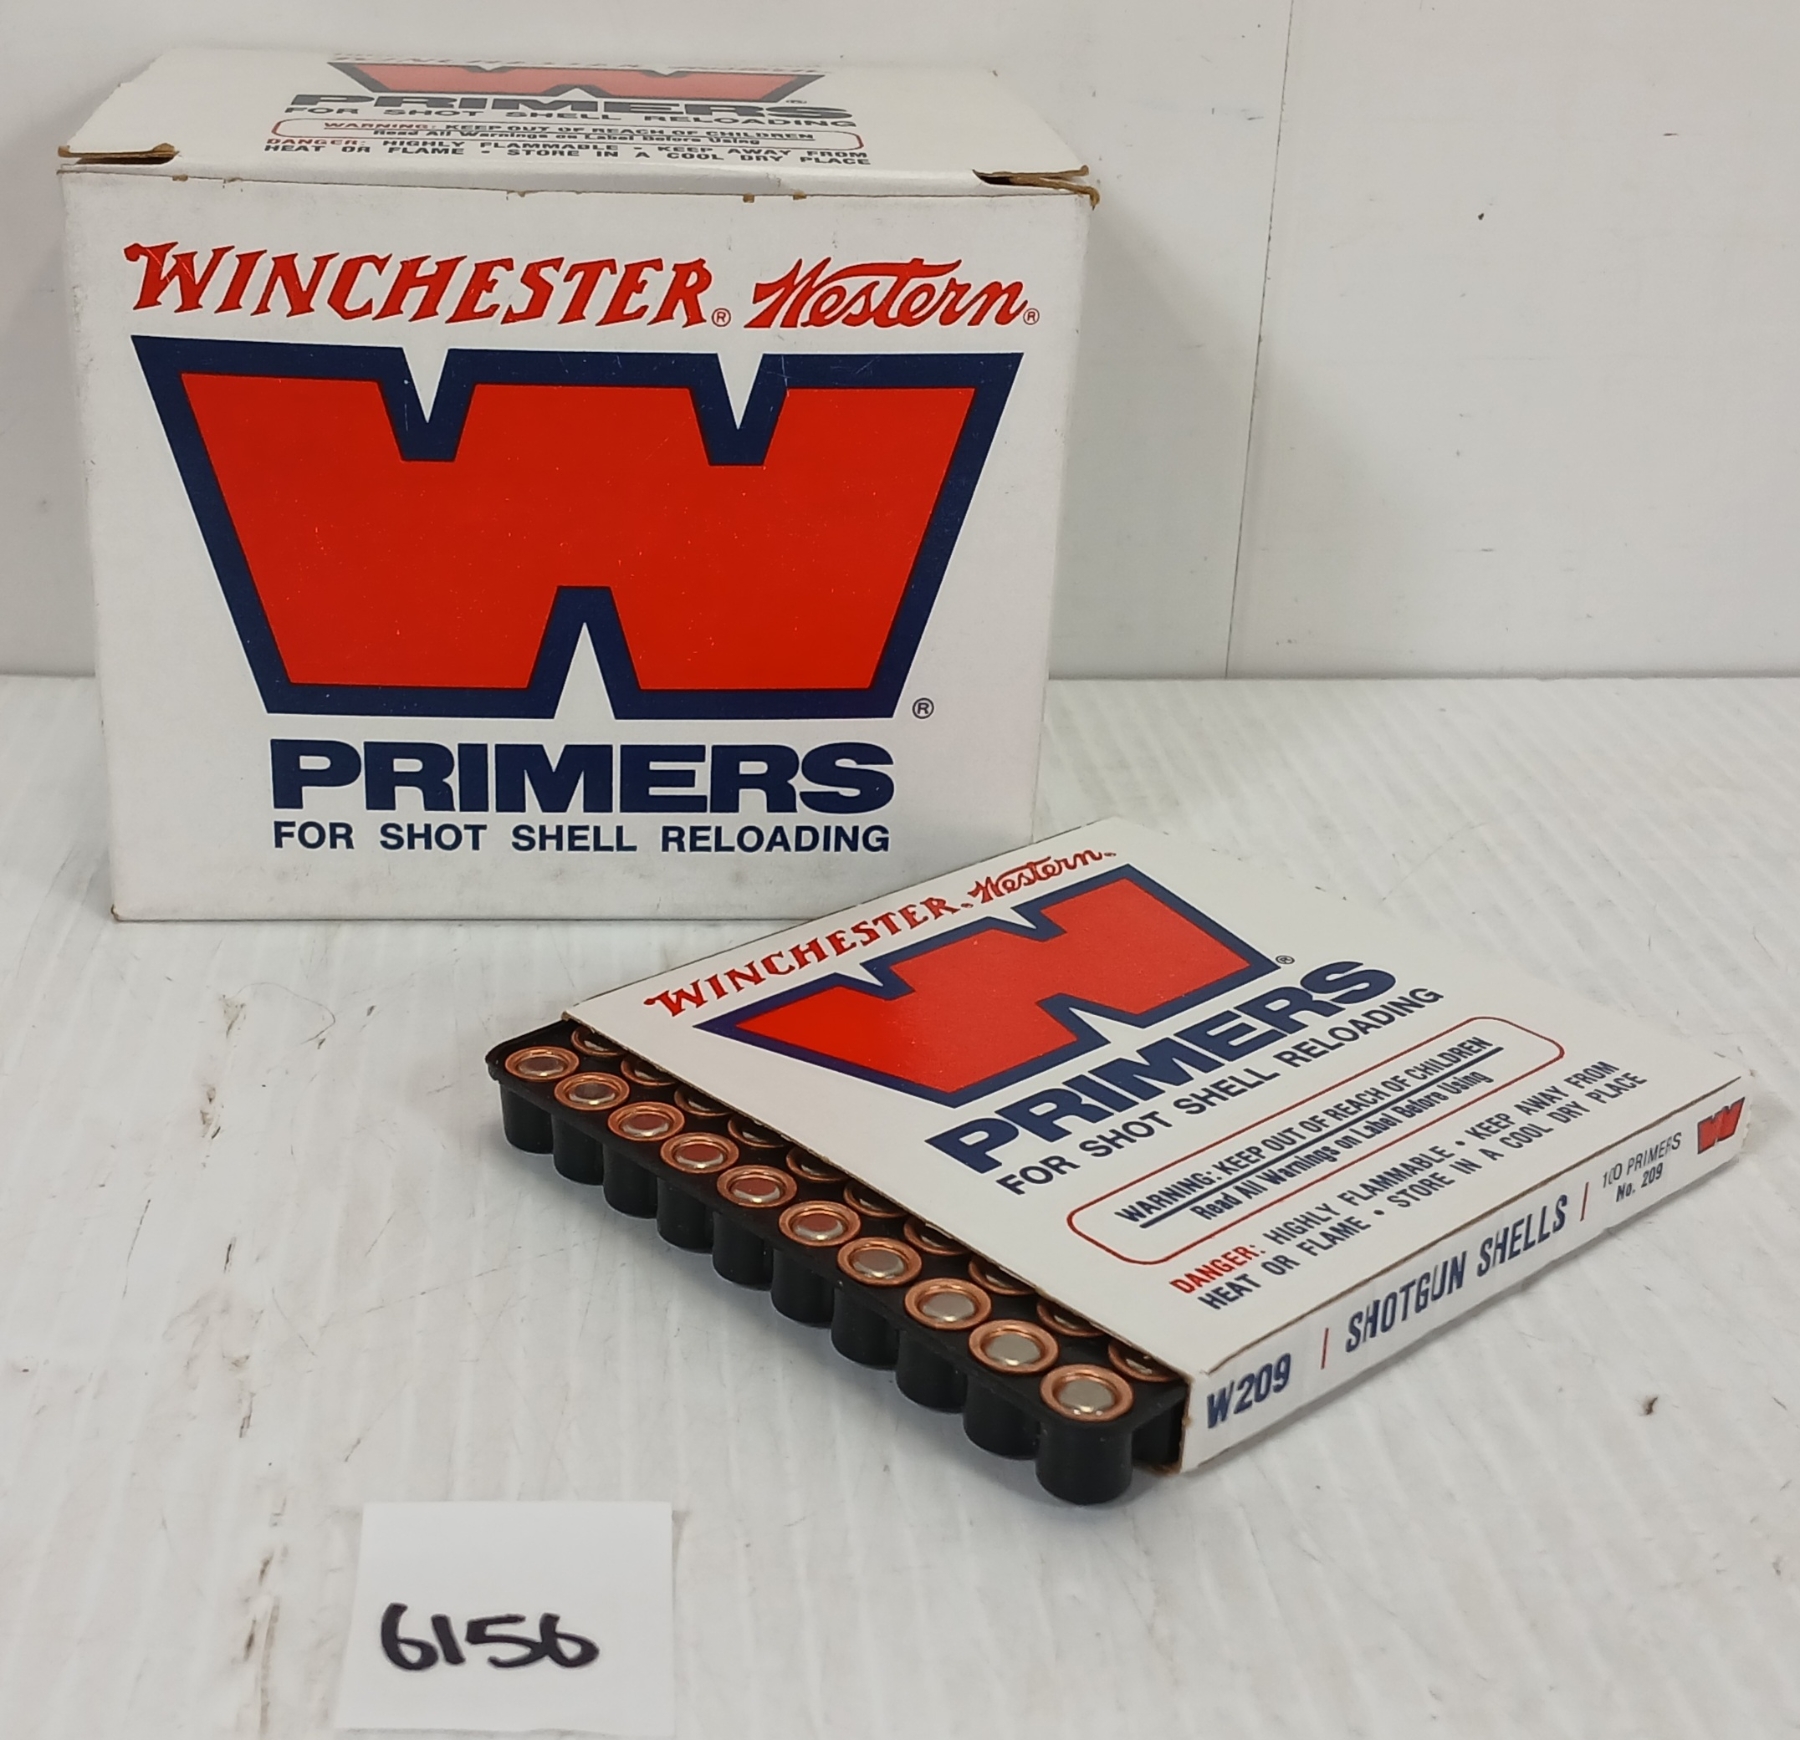 PRIMERS®
FOR SHOT SHELL RELOADING
WARNING: KEEP OUT OF REACH OF CHILDREN
Read All Warnings on Label Before Using
DANGER: HIGHLY FLAMMABLE • KEEP AWAY FROM
HEAT OR FLAME • STORE IN A COOL DRY PLACE
WINCHESTER® Western®
W®
PRIMERS
FOR SHOT SHELL RELOADING
WINCHESTER® Western®
W®
PRIMERS
FOR SHOT SHELL RELOADING
WARNING: KEEP OUT OF REACH OF CHILDREN
Read All Warnings on Label Before Using
DANGER: HIGHLY FLAMMABLE • KEEP AWAY FROM
HEAT OR FLAME • STORE IN A COOL DRY PLACE
W209 | SHOTGUN SHELLS | 100 PRIMERS W
No. 209
6156